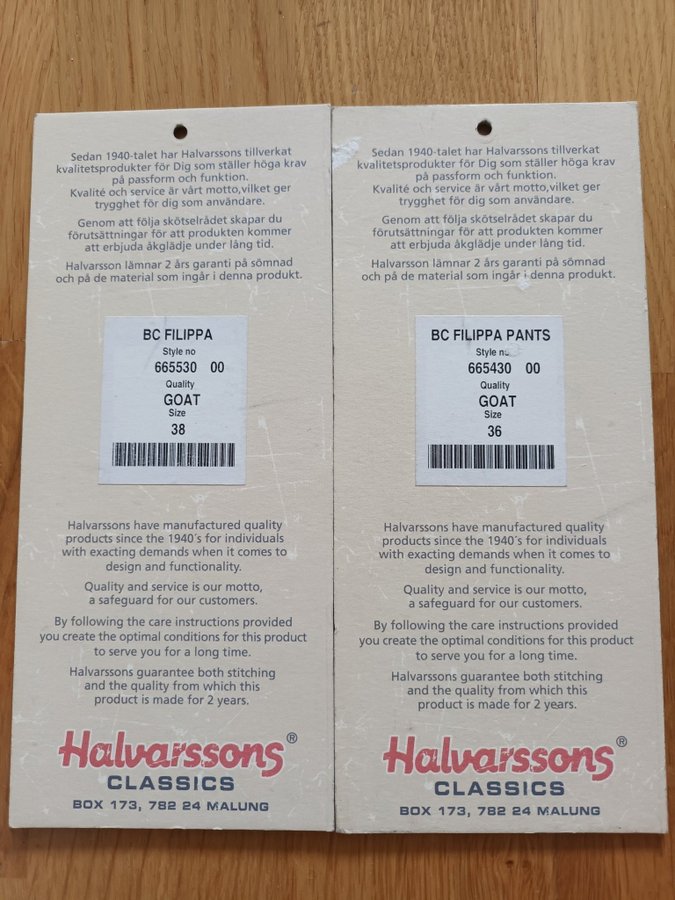 Sedan 1940-talet har Halvarssons tillverkat
kvalitetsprodukter för Dig som ställer höga krav
på passform och funktion.
Kvalité och service är vårt motto,vilket ger
trygghet för dig som användare.
Genom att följa skötselrådet skapar du
förutsättningar för att produkten kommer
att erbjuda åkglädje under lång tid.
Halvarsson lämnar 2 års garanti på sömnad
och på de material som ingår i denna produkt.
BC FILIPPA
Style no
665530 00
Quality
GOAT
Size
38
Halvarssons have manufactured quality
products since the 1940´s for individuals
with exacting demands when it comes to
design and functionality.
Quality and service is our motto,
a safeguard for our customers.
By following the care instructions provided
you create the optimal conditions for this product
to serve you for a long time.
Halvarssons guarantee both stitching
and the quality from which this
product is made for 2 years.
Halvarssons®
CLASSICS
BOX 173, 782 24 MALUNG
Sedan 1940-talet har Halvarssons tillverkat
kvalitetsprodukter för Dig som ställer höga krav
på passform och funktion.
Kvalité och service är vårt motto,vilket ger
trygghet för dig som användare.
Genom att följa skötselrådet skapar du
förutsättningar för att produkten kommer
att erbjuda åkglädje under lång tid.
Halvarsson lämnar 2 års garanti på sömnad
och på de material som ingår i denna produkt.
BC FILIPPA PANTS
Style no
665430 00
Quality
GOAT
Size
36
Halvarssons have manufactured quality
products since the 1940´s for individuals
with exacting demands when it comes to
design and functionality.
Quality and service is our motto,
a safeguard for our customers.
By following the care instructions provided
you create the optimal conditions for this product
to serve you for a long time.
Halvarssons guarantee both stitching
and the quality from which this
product is made for 2 years.
Halvarssons®
CLASSICS
BOX 173, 782 24 MALUNG